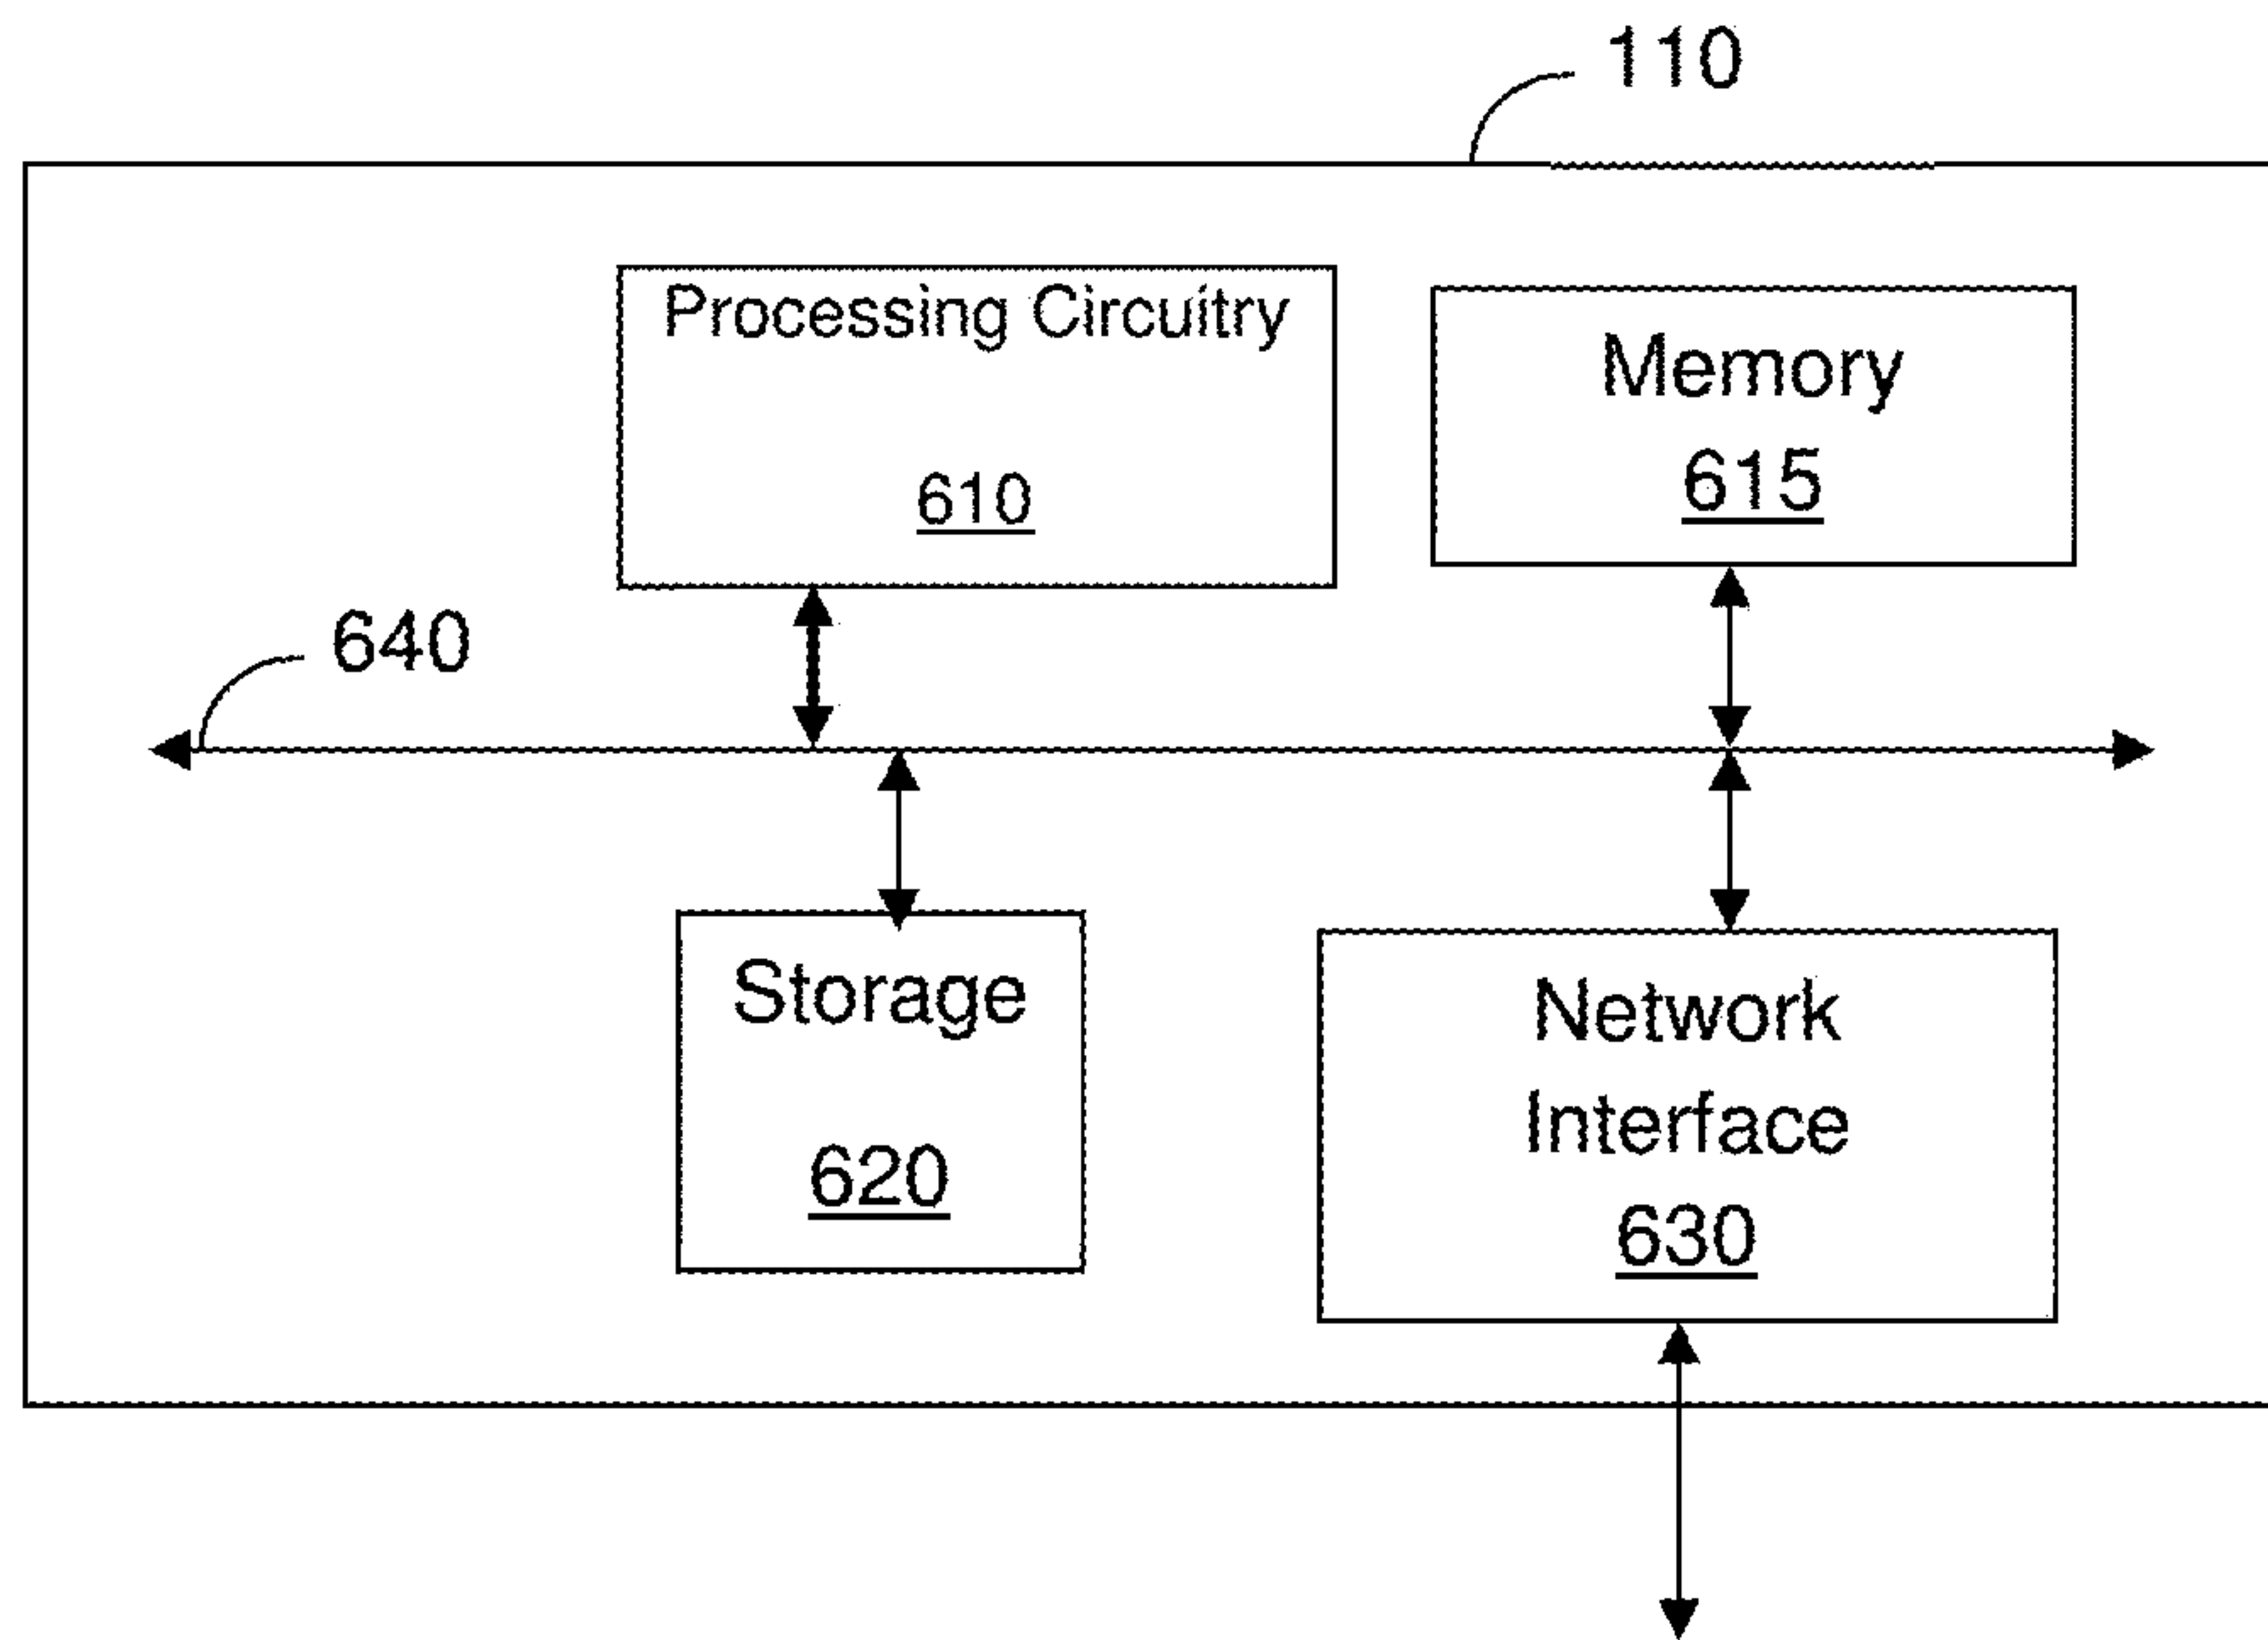 110
Processing Circuitry
610
Memory
615
640
Storage
620
Network
Interface
630